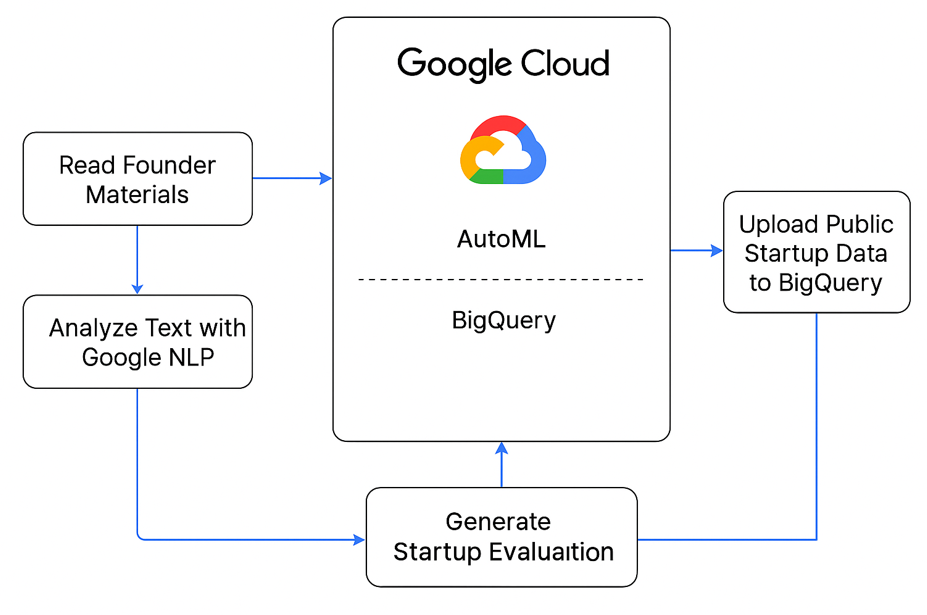 Google Cloud
Read Founder
Materials
AutoML
BigQuery
Upload Public
Startup Data
to BigQuery
Analyze Text with
Google NLP
Generate
Startup Evaluaıtion